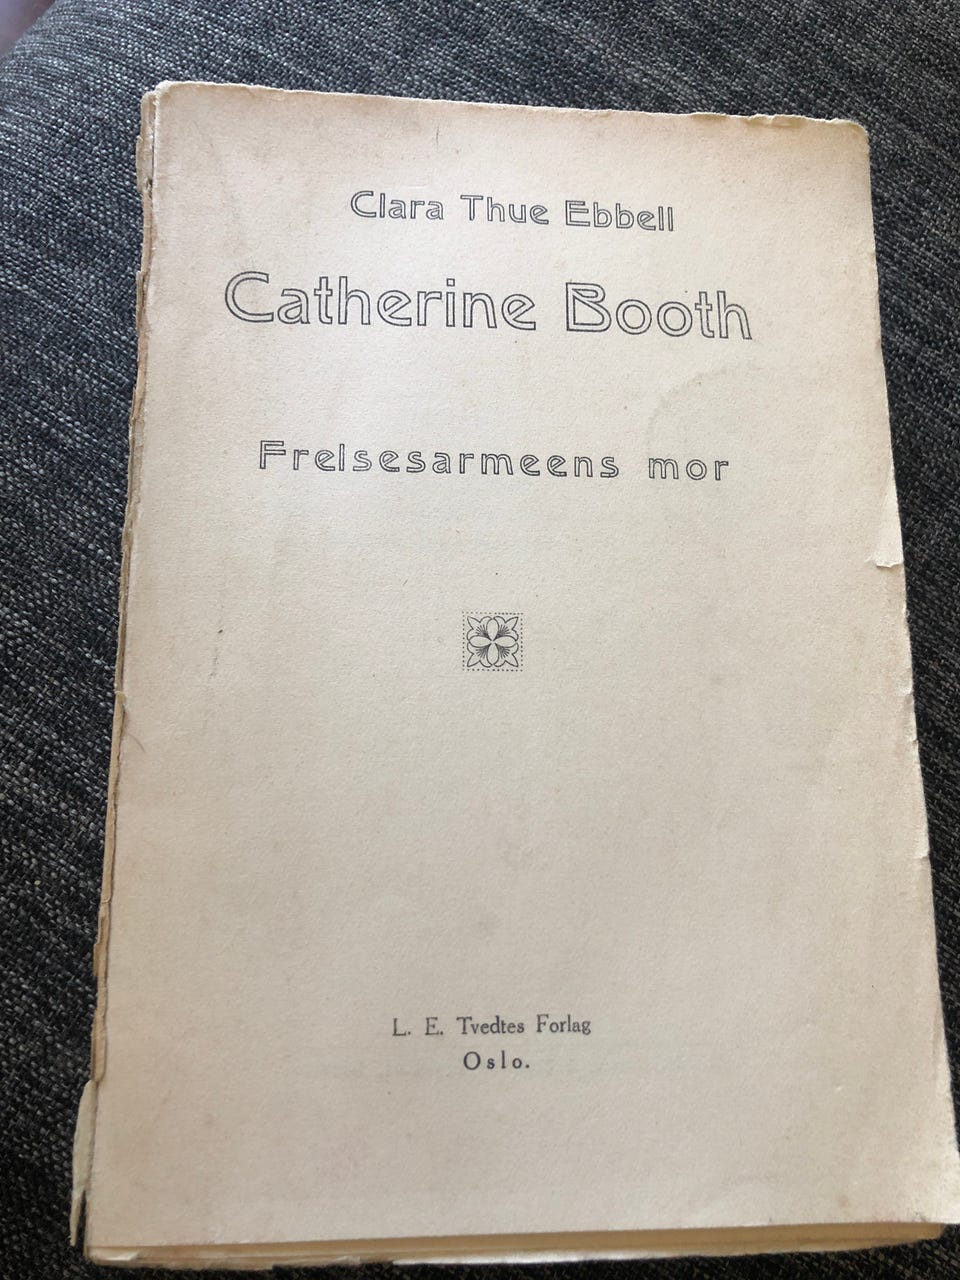 Clara Thue Ebbell
Catherine Booth
Frelsesarmeens mor
L. E. Tvedtes Forlag
Oslo.